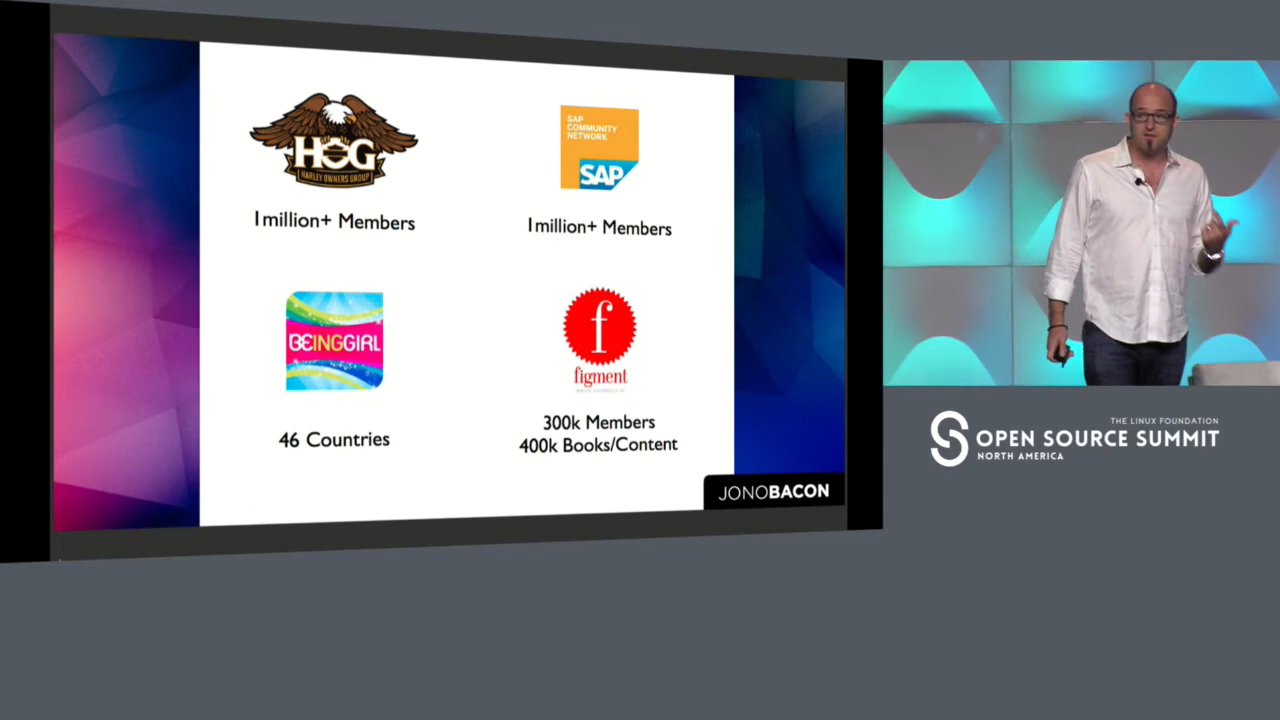 HOG
HARLEY OWNERS GROUP
1million+ Members
SAP
COMMUNITY
NETWORK
SAP
1million+ Members
BEINGGIRL
46 Countries
f
figment
300k Members
400k Books/Content
JONOBACON
THE LINUX FOUNDATION
OPEN SOURCE SUMMIT
NORTH AMERICA